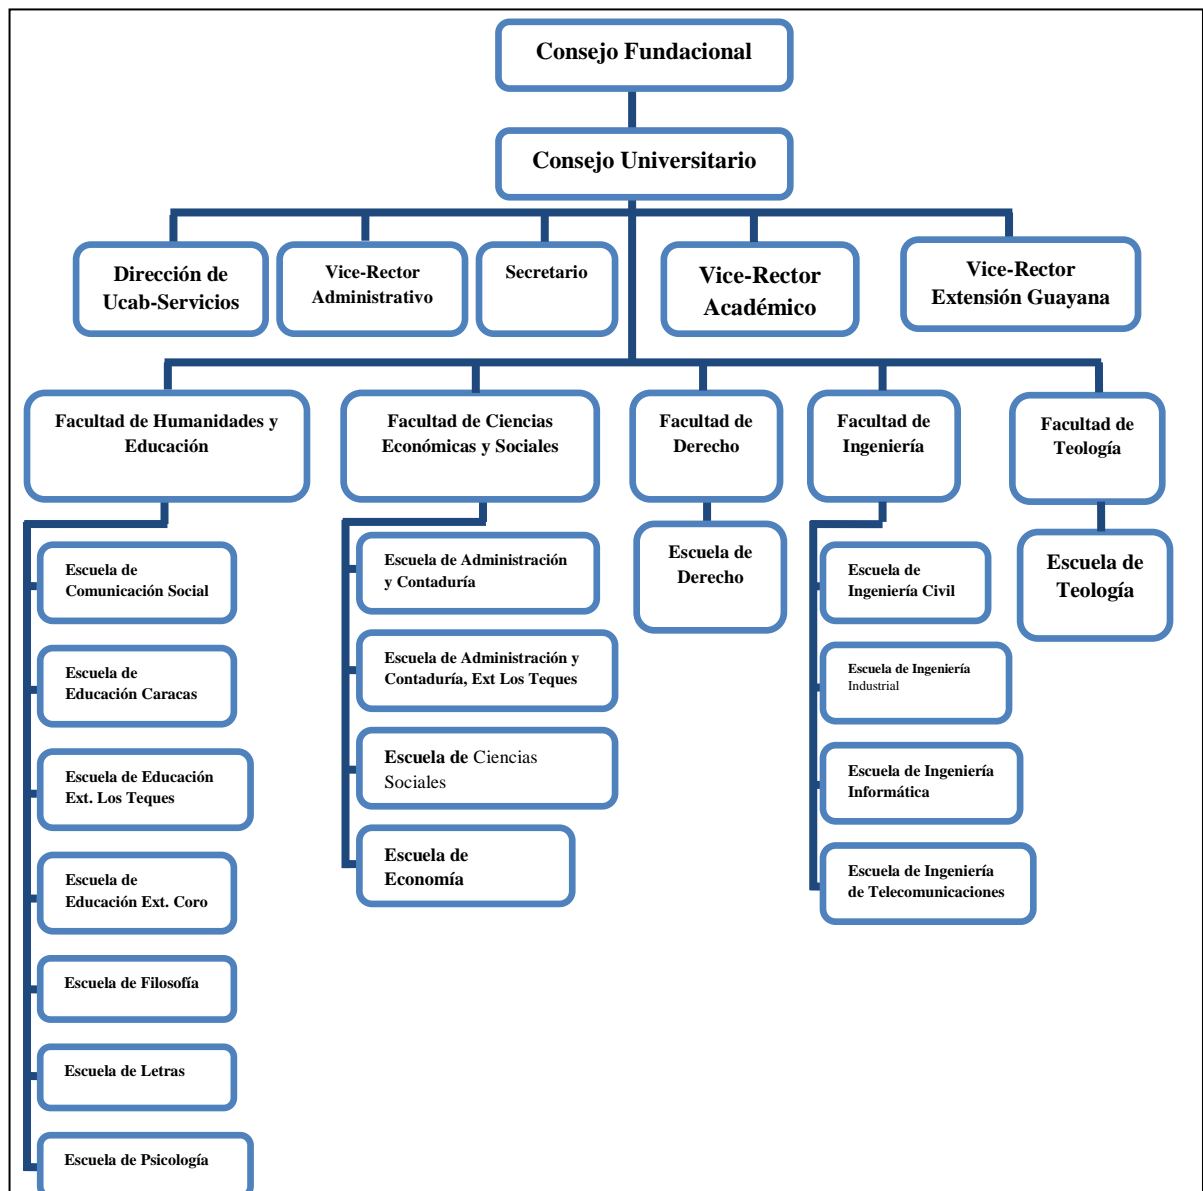 Consejo Fundacional
Consejo Universitario
Dirección de
Ucab-Servicios
Vice-Rector
Administrativo
Secretario
Vice-Rector
Académico
Vice-Rector
Extensión Guayana
Facultad de Humanidades y
Educación
Facultad de Ciencias
Económicas y Sociales
Facultad de
Derecho
Facultad de
Ingeniería
Facultad de
Teología
Escuela de
Comunicación Social
Escuela de
Educación Caracas
Escuela de Educación
Ext. Los Teques
Escuela de
Educación Ext. Coro
Escuela de Filosofía
Escuela de Letras
Escuela de Psicología
Escuela de Administración
y Contaduría
Escuela de Administración y
Contaduría, Ext Los Teques
Escuela de Ciencias
Sociales
Escuela de
Economía
Escuela de
Derecho
Escuela de
Ingeniería Civil
Escuela de Ingeniería
Industrial
Escuela de Ingeniería
Informática
Escuela de Ingeniería
de Telecomunicaciones
Escuela de
Teología